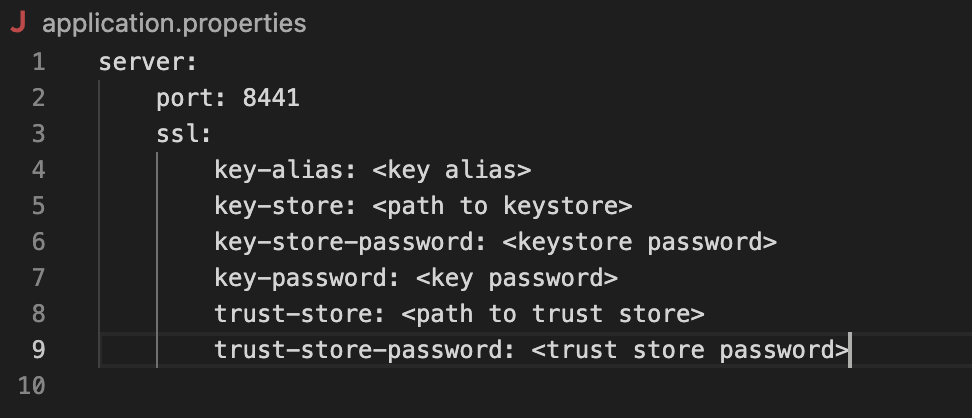 application.properties
1 server:
2 port: 8441
3 ssl:
4 key-alias: <key alias>
5 key-store: <path to keystore>
6 key-store-password: <keystore password>
7 key-password: <key password>
8 trust-store: <path to trust store>
9 trust-store-password: <trust store password>
10